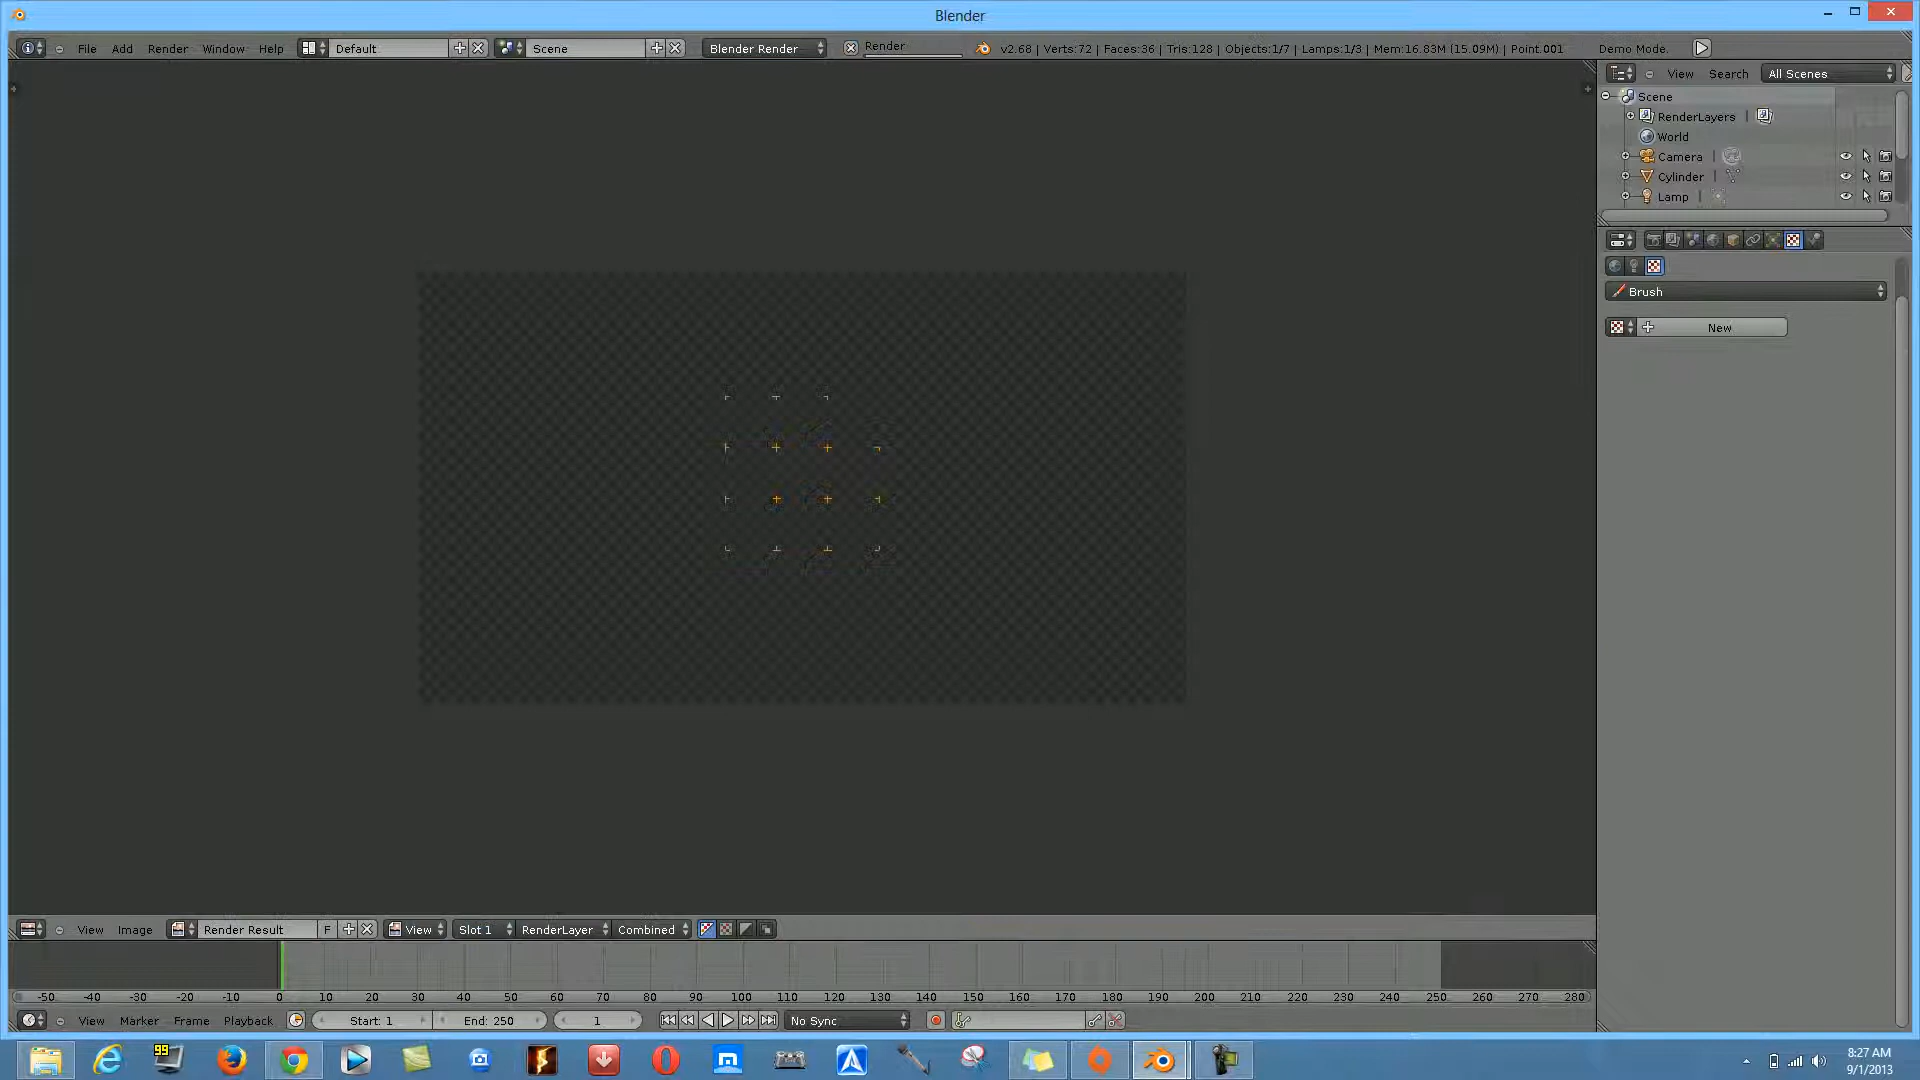 Blender
File Add Render Window Help Default Scene Blender Render Render v2.68 | Verts:72 | Faces:36 | Tris:128 | Objects:1/7 | Lamps:1/3 | Mem:16.83M (15.09M) | Point.001 Demo Mode.
View Search All Scenes
Scene
RenderLayers
World
Camera
Cylinder
Lamp
Brush
New
View Image Render Result F View Slot 1 RenderLayer Combined
-50 -40 -30 -20 -10 0 10 20 30 40 50 60 70 80 90 100 110 120 130 140 150 160 170 180 190 200 210 220 230 240 250 260 270 280
View Marker Frame Playback Start: 1 End: 250 1 No Sync
99
8:27 AM
9/1/2013